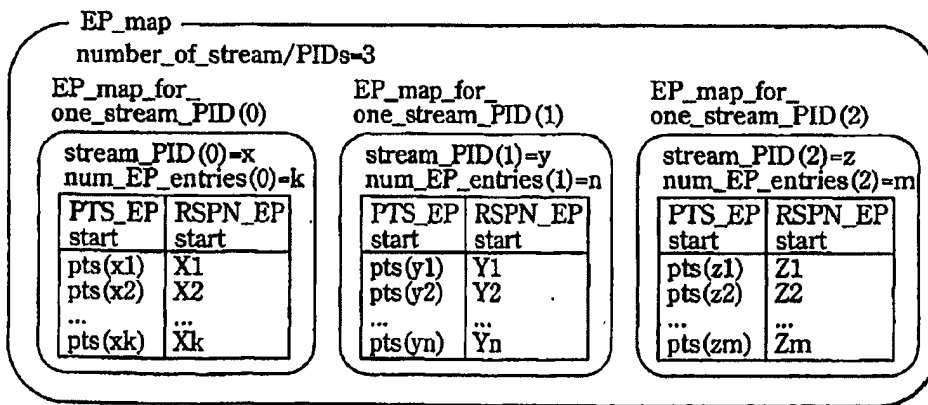 EP_map
number_of_stream/PIDs=3
EP_map_for_
one_stream_PID(0)
stream_PID(0)=x
num_EP_entries(0)=k
PTS_EP RSPN_EP
start start
pts(x1) X1
pts(x2) X2
... ...
pts(xk) Xk
EP_map_for_
one_stream_PID(1)
stream_PID(1)=y
num_EP_entries(1)=n
PTS_EP RSPN_EP
start start
pts(y1) Y1
pts(y2) Y2
... ...
pts(yn) Yn
EP_map_for_
one_stream_PID(2)
stream_PID(2)=z
num_EP_entries(2)=m
PTS_EP RSPN_EP
start start
pts(z1) Z1
pts(z2) Z2
... ...
pts(zm) Zm